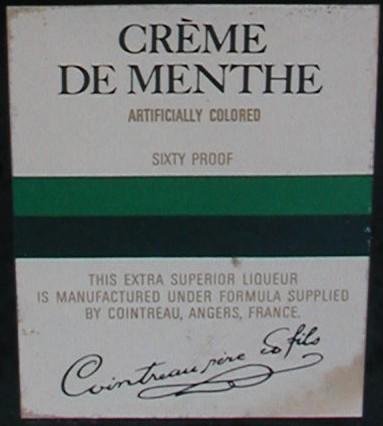 CRÈME
DE MENTHE
ARTIFICIALLY COLORED
SIXTY PROOF
THIS EXTRA SUPERIOR LIQUEUR
IS MANUFACTURED UNDER FORMULA SUPPLIED
BY COINTREAU, ANGERS, FRANCE.
Cointreau père & fils